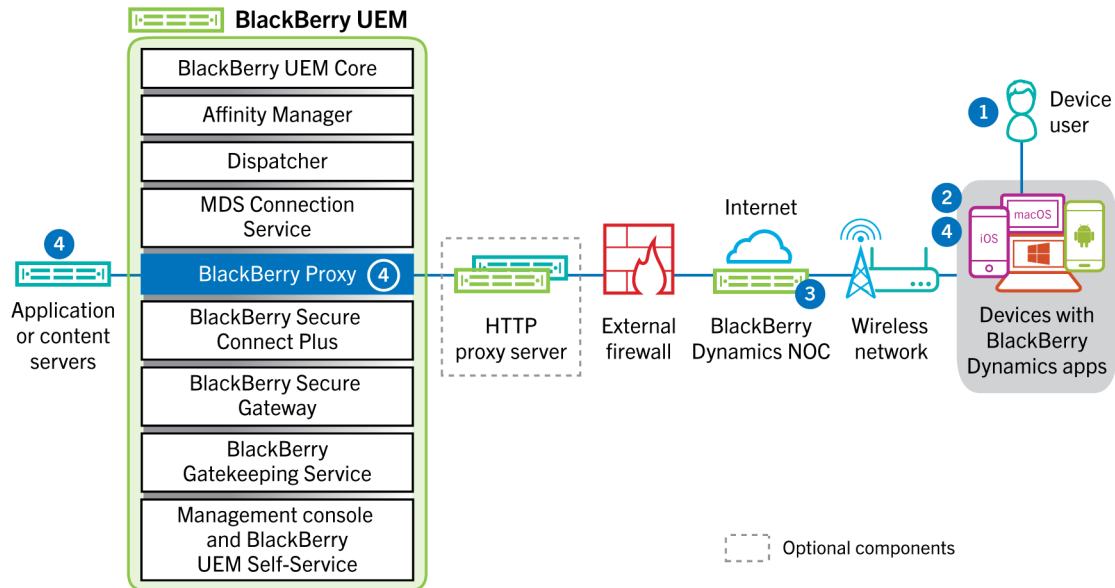 BlackBerry UEM
BlackBerry UEM Core
Affinity Manager
Dispatcher
MDS Connection
Service
BlackBerry Proxy 4
BlackBerry Secure
Connect Plus
BlackBerry Secure
Gateway
BlackBerry
Gatekeeping Service
Management console
and BlackBerry
UEM Self-Service
4
Application
or content
servers
HTTP
proxy server
External
firewall
Internet
3
BlackBerry
Dynamics NOC
Wireless
network
1
Device
user
2
4
iOS
macOS
Devices with
BlackBerry
Dynamics apps
Optional components